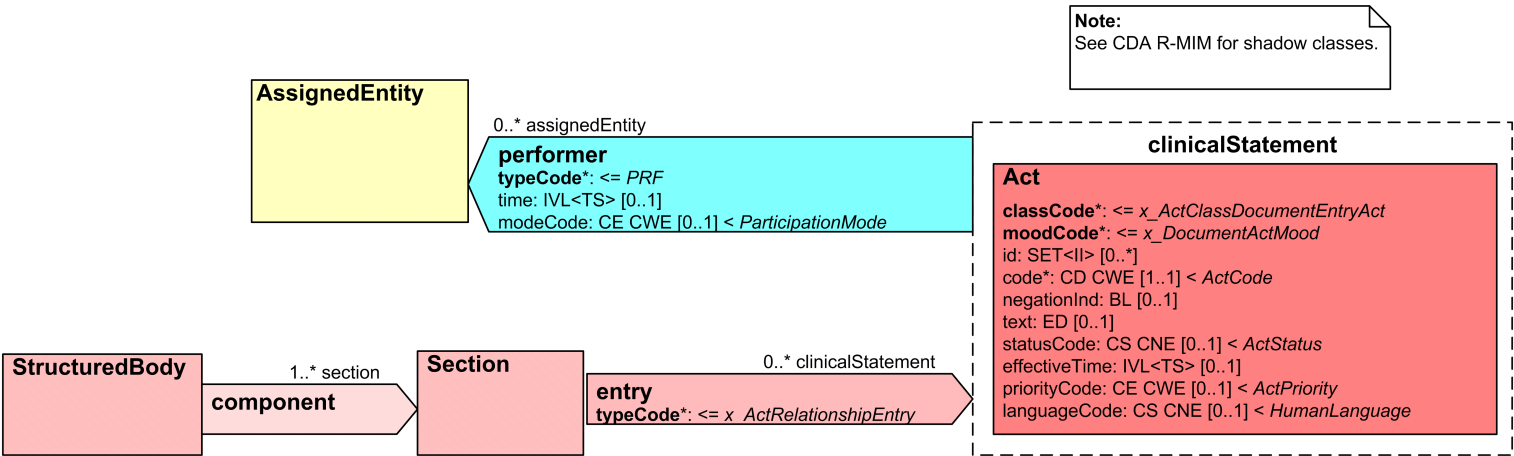 Note:
See CDA R-MIM for shadow classes.
AssignedEntity
0..* assignedEntity
performer
typeCode*: <= PRF
time: IVL<TS> [0..1]
modeCode: CE CWE [0..1] < ParticipationMode
clinicalStatement
Act
classCode*: <= x_ActClassDocumentEntryAct
moodCode*: <= x_DocumentActMood
id: SET<II> [0..*]
code*: CD CWE [1..1] < ActCode
negationInd: BL [0..1]
text: ED [0..1]
statusCode: CS CNE [0..1] < ActStatus
effectiveTime: IVL<TS> [0..1]
priorityCode: CE CWE [0..1] < ActPriority
languageCode: CS CNE [0..1] < HumanLanguage
StructuredBody
1..* section
component
Section
0..* clinicalStatement
entry
typeCode*: <= x_ActRelationshipEntry